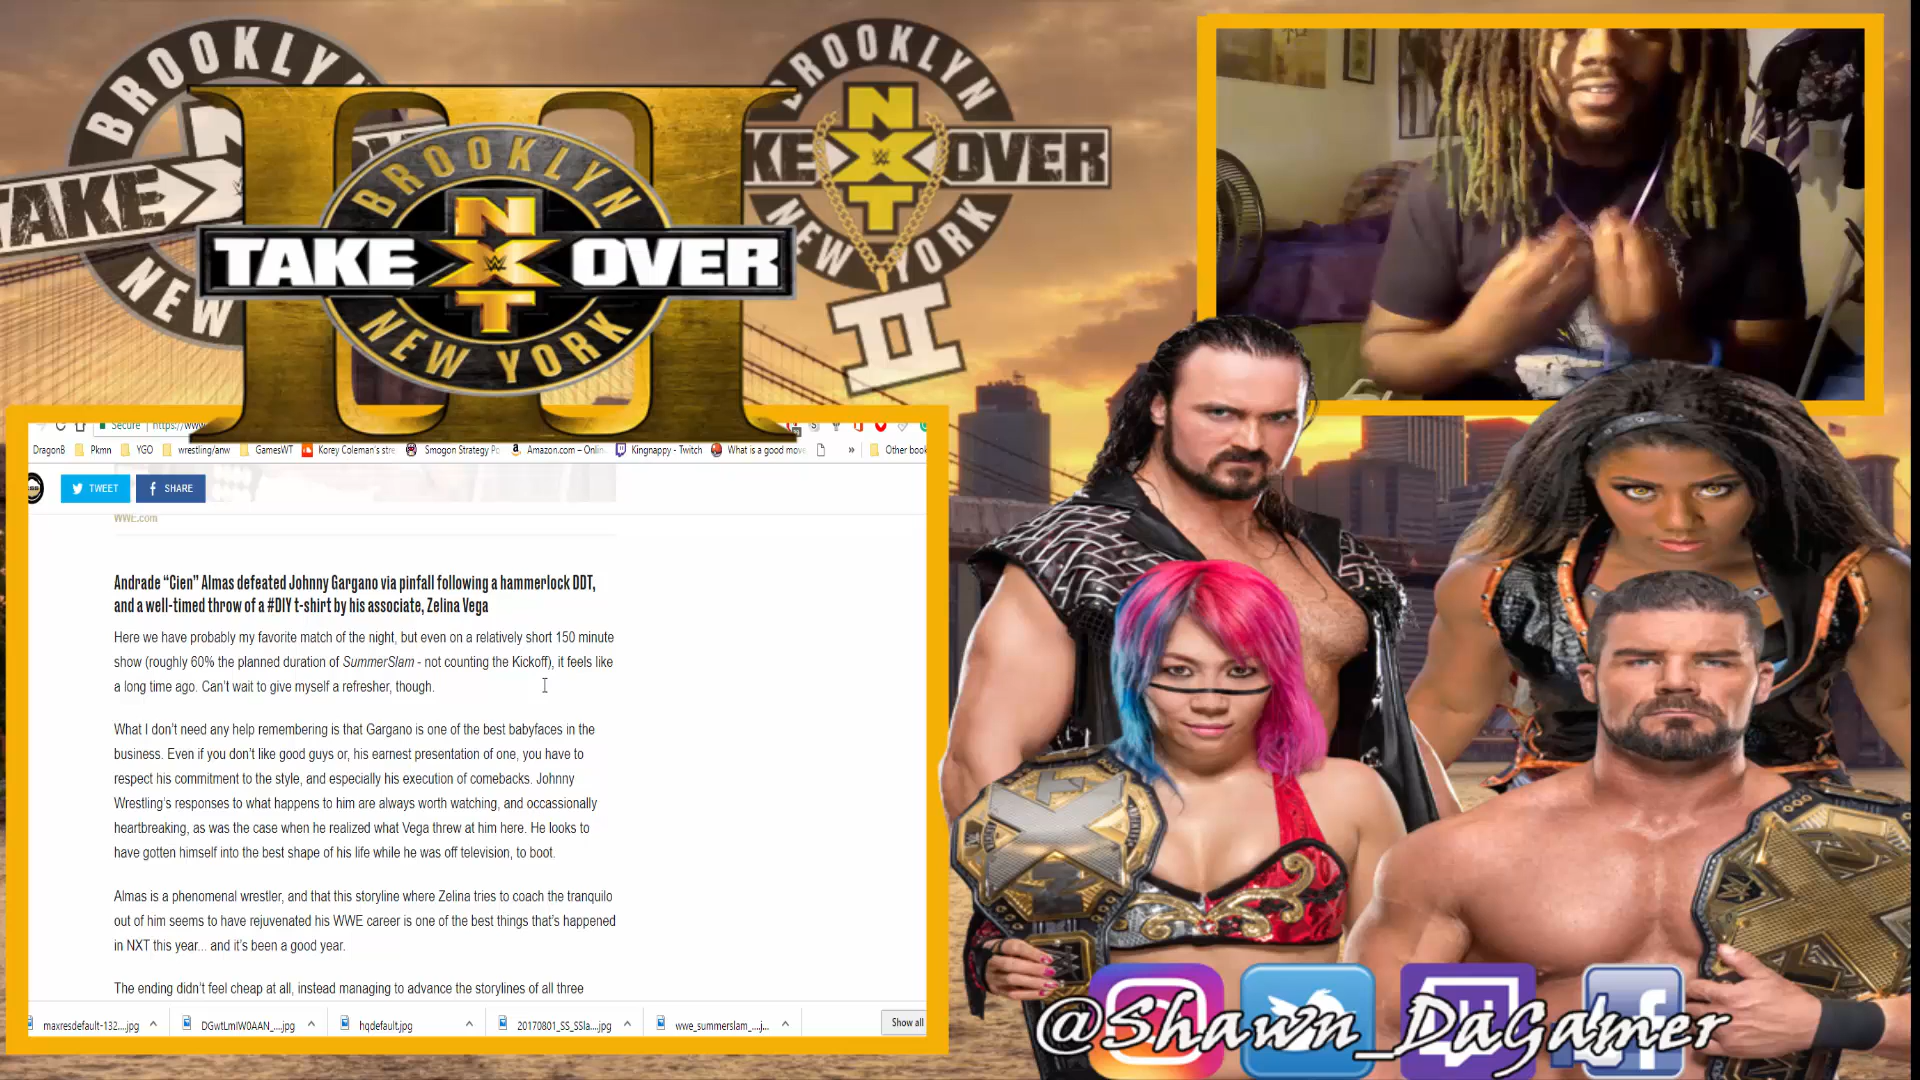 BROOKLYN
TAKE
NEW
BROOKLYN
TAKE NXT OVER
NEW YORK
BROOKLYN
NXT
KE OVER
NEW YORK
II
Secure https://www
DragonB Pkmn YGO wrestling/anw GamesWT Korey Coleman's stre Smogon Strategy Po Amazon.com – Onlin Kingnappy - Twitch What is a good move » Other book
TWEET SHARE
WWE.com
Andrade “Cien” Almas defeated Johnny Gargano via pinfall following a hammerlock DDT,
and a well-timed throw of a #DIY t-shirt by his associate, Zelina Vega
Here we have probably my favorite match of the night, but even on a relatively short 150 minute
show (roughly 60% the planned duration of SummerSlam - not counting the Kickoff), it feels like
a long time ago. Can’t wait to give myself a refresher, though.
What I don’t need any help remembering is that Gargano is one of the best babyfaces in the
business. Even if you don’t like good guys or, his earnest presentation of one, you have to
respect his commitment to the style, and especially his execution of comebacks. Johnny
Wrestling’s responses to what happens to him are always worth watching, and occassionally
heartbreaking, as was the case when he realized what Vega threw at him here. He looks to
have gotten himself into the best shape of his life while he was off television, to boot.
Almas is a phenomenal wrestler, and that this storyline where Zelina tries to coach the tranquilo
out of him seems to have rejuvenated his WWE career is one of the best things that’s happened
in NXT this year... and it’s been a good year.
The ending didn’t feel cheap at all, instead managing to advance the storylines of all three
maxresdefault-132....jpg DGwtLmIW0AAN_....jpg hqdefault.jpg 20170801_SS_SSla....jpg wwe_summerslam_....j... Show all
@Shawn_DaGamer